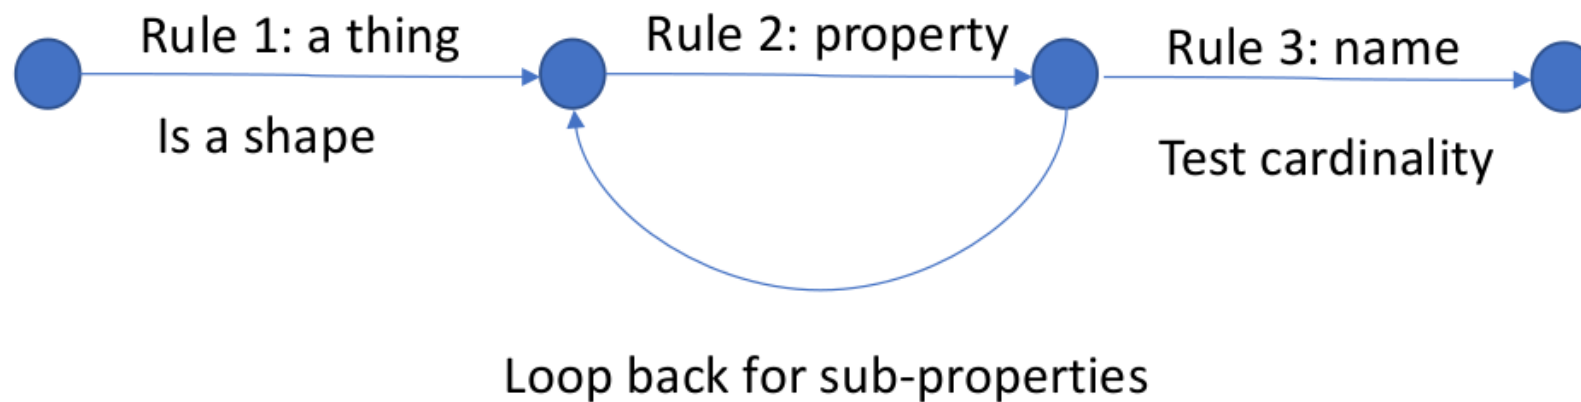 Rule 1: a thing
Rule 2: property
Rule 3: name
Is a shape
Test cardinality
Loop back for sub-properties